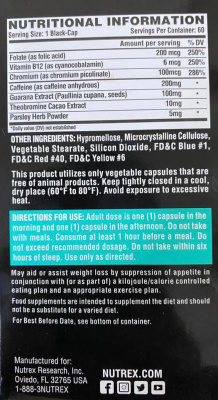 NUTRITIONAL INFORMATION
Serving Size: 1 Black-Cap Servings Per Container: 60
Amount per serving % DV
Folate (as folic acid) 200 mcg 250%
Vitamin B12 (as cyanocobalamin) 6 mcg 250%
Chromium (as chromium picolinate) 100mcg 286%
Caffeine (as caffeine anhydrous) 200mg *
Guarana Extract (Paullinia cupana, seeds) *
Theobromine Cacao Extract 10mg *
Parsley Herb Powder 5mg *
*Daily value (DV) not established
OTHER INGREDIENTS: Hypromellose, Microcrystalline Cellulose,
Vegetable Stearate, Silicon Dioxide, FD&C Blue #1,
FD&C Red #40, FD&C Yellow #6
This product utilizes only vegetable capsules that are
free of animal products. Keep tightly closed in a cool,
dry place (60°F to 80°F). Avoid exposure to excessive
heat.
DIRECTIONS FOR USE: Adult dose is one (1) capsule in the
morning and one (1) capsule in the afternoon. Do not take
with meals. Consume at least 1 hour before a meal. Do
not exceed recommended dosage. Do not take within six
hours of sleep. Use only as directed.
May aid or assist weight loss by suppression of appetite in
conjunction with (or as part of) a kilojoule/calorie controlled
eating plan and an appropriate exercise plan.
Food supplements are intended to supplement the diet and should
not be a substitute for a varied diet.
For Best Before Date, see bottom of container.
Manufactured for:
Nutrex Research, Inc.
Oviedo, FL 32765 USA
1-888-3NUTREX
NUTREX.COM